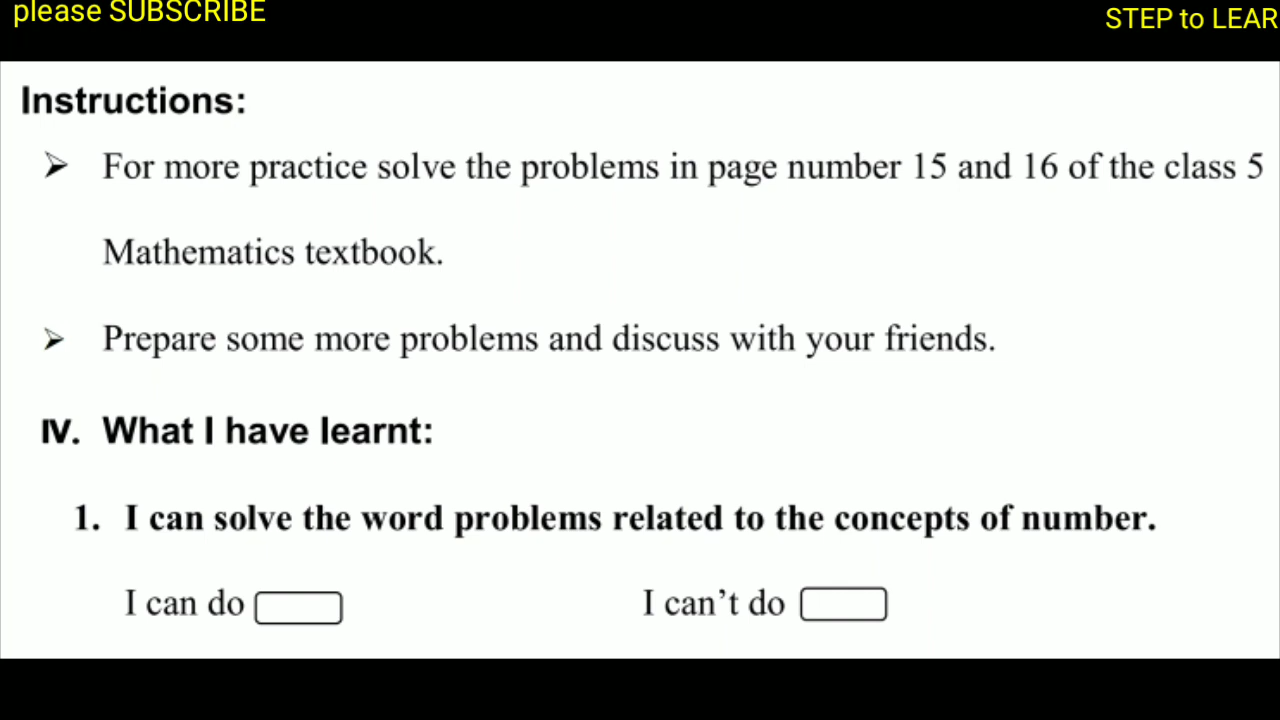 please SUBSCRIBE
STEP to LEAR
Instructions:
➢ For more practice solve the problems in page number 15 and 16 of the class 5
Mathematics textbook.
➢ Prepare some more problems and discuss with your friends.
IV. What I have learnt:
1. I can solve the word problems related to the concepts of number.
I can do I can’t do